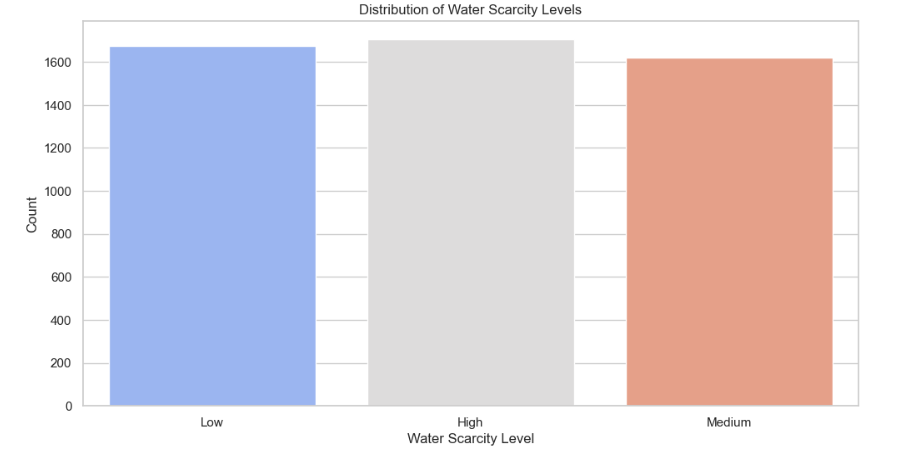 Distribution of Water Scarcity Levels
1600
1400
1200
1000
800
600
400
200
0
Count
Low High Medium
Water Scarcity Level